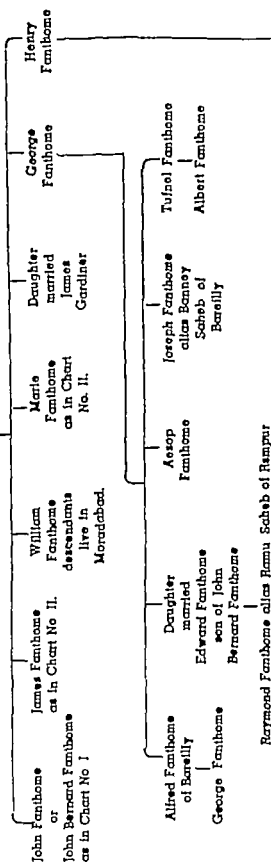 John Fanthome
or
John Bernard Fanthome
as in Chart No I
James Fanthome
as in Chart No II.
William
Fanthome
descendants
live in
Moradabad.
Marie
Fanthome
as in Chart
No. II.
Daughter
married
James
Gardiner
George
Fanthome
Henry
Fanthome
Alfred Fanthome
of Bareilly
George Fanthome
Daughter
married
Edward Fanthome
son of John
Bernard Fanthome
Raymond Fanthome alias Ramu Saheb of Rampur
Aesop
Fanthome
Joseph Fanthome
alias Banney
Saheb of
Bareilly
Tufnel Fanthome
Albert Fanthome